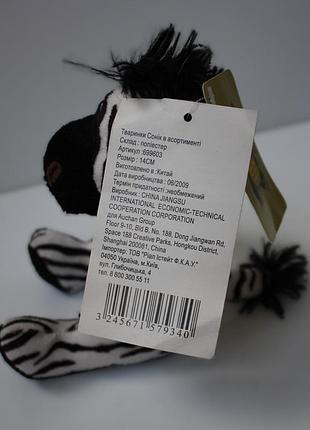 Тваринки Сонік в асортименті
Склад : поліестер
Артикул :699603
Розмір : 14СМ
Виготовлено в :Китай
Дата виробництва : 06/2009
Термін придатності :необмежений
Виробник : CHINA JIANGSU
INTERNATIONAL ECONOMIC-TECHNICAL
COOPERATION CORPORATION
для Auchan Group
Floor 9-10, Bld B, No. 188, Dong Jiangwan Rd,
Space 188 Creative Parks, Hongkou District,
Shanghai 200081, China
Імпортер: ТОВ "Ріал Істейт Ф.К.А.У."
04050 Україна, м.Київ,
вул. Глибочицька, 4
тел. 8 800 300 55 11
3 245671 579340